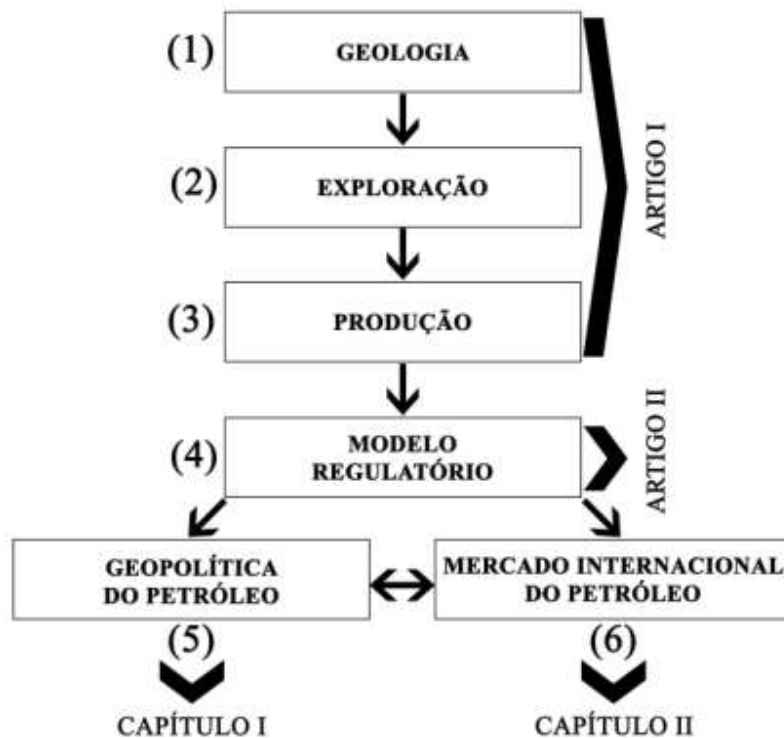 (1)
GEOLOGIA
(2)
EXPLORAÇÃO
(3)
PRODUÇÃO
ARTIGO I
(4)
MODELO
REGULATÓRIO
ARTIGO II
GEOPOLÍTICA
DO PETRÓLEO
MERCADO INTERNACIONAL
DO PETRÓLEO
(5)
(6)
CAPÍTULO I
CAPÍTULO II